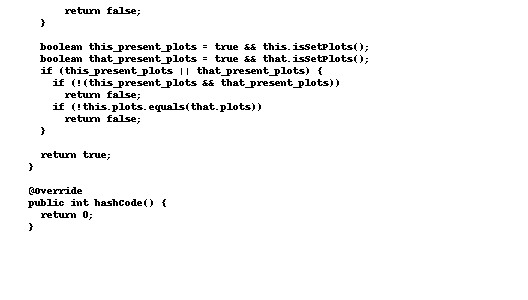 return false;
}
boolean this_present_plots = true && this.isSetPlots();
boolean that_present_plots = true && that.isSetPlots();
if (this_present_plots || that_present_plots) {
if (!(this_present_plots && that_present_plots))
return false;
if (!this.plots.equals(that.plots))
return false;
}
return true;
}
@Override
public int hashCode() {
return 0;
}